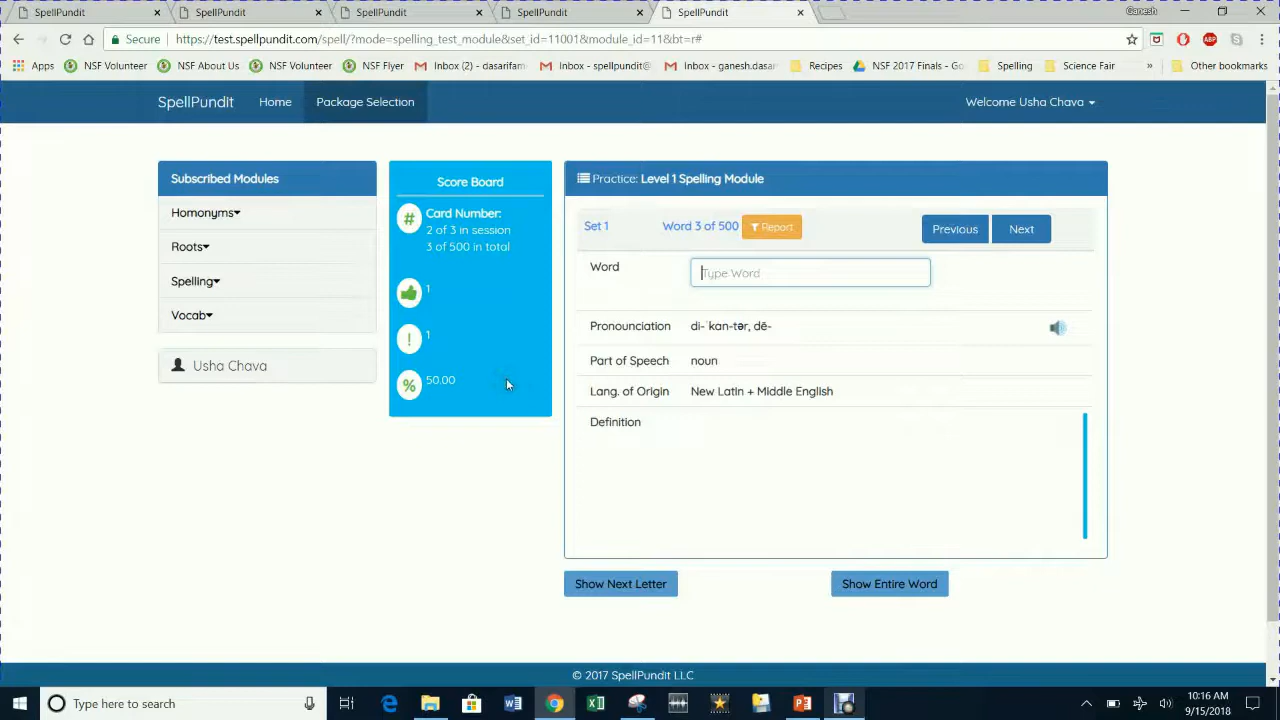 SpellPundit
SpellPundit
SpellPundit
SpellPundit
SpellPundit
Ganesh
Secure
https://test.spellpundit.com/spell/?mode=spelling_test_module&set_id=11001&module_id=11&bt=r#
ABP
Apps
NSF Volunteer
NSF About Us
NSF Volunteer
NSF Flyer
Inbox (2) - dasarifam
Inbox - spellpundit@
Inbox - ganesh.dasar
Recipes
NSF 2017 Finals - Go
Spelling
Science Fair
»
Other bookmarks
SpellPundit
Home
Package Selection
Welcome Usha Chava
Subscribed Modules
Homonyms
Roots
Spelling
Vocab
Usha Chava
Score Board
#
Card Number:
2 of 3 in session
3 of 500 in total
1
!
1
%
50.00
Practice: Level 1 Spelling Module
Set 1
Word 3 of 500
Report
Previous
Next
Word
Type Word
Pronounciation
di-ˈkan-tər, dē-
Part of Speech
noun
Lang. of Origin
New Latin + Middle English
Definition
Show Next Letter
Show Entire Word
© 2017 SpellPundit LLC
Type here to search
10:16 AM
9/15/2018